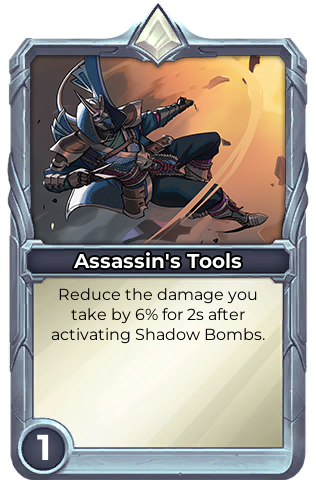 Assassin's Tools
Reduce the damage you
take by 6% for 2s after
activating Shadow Bombs.
1